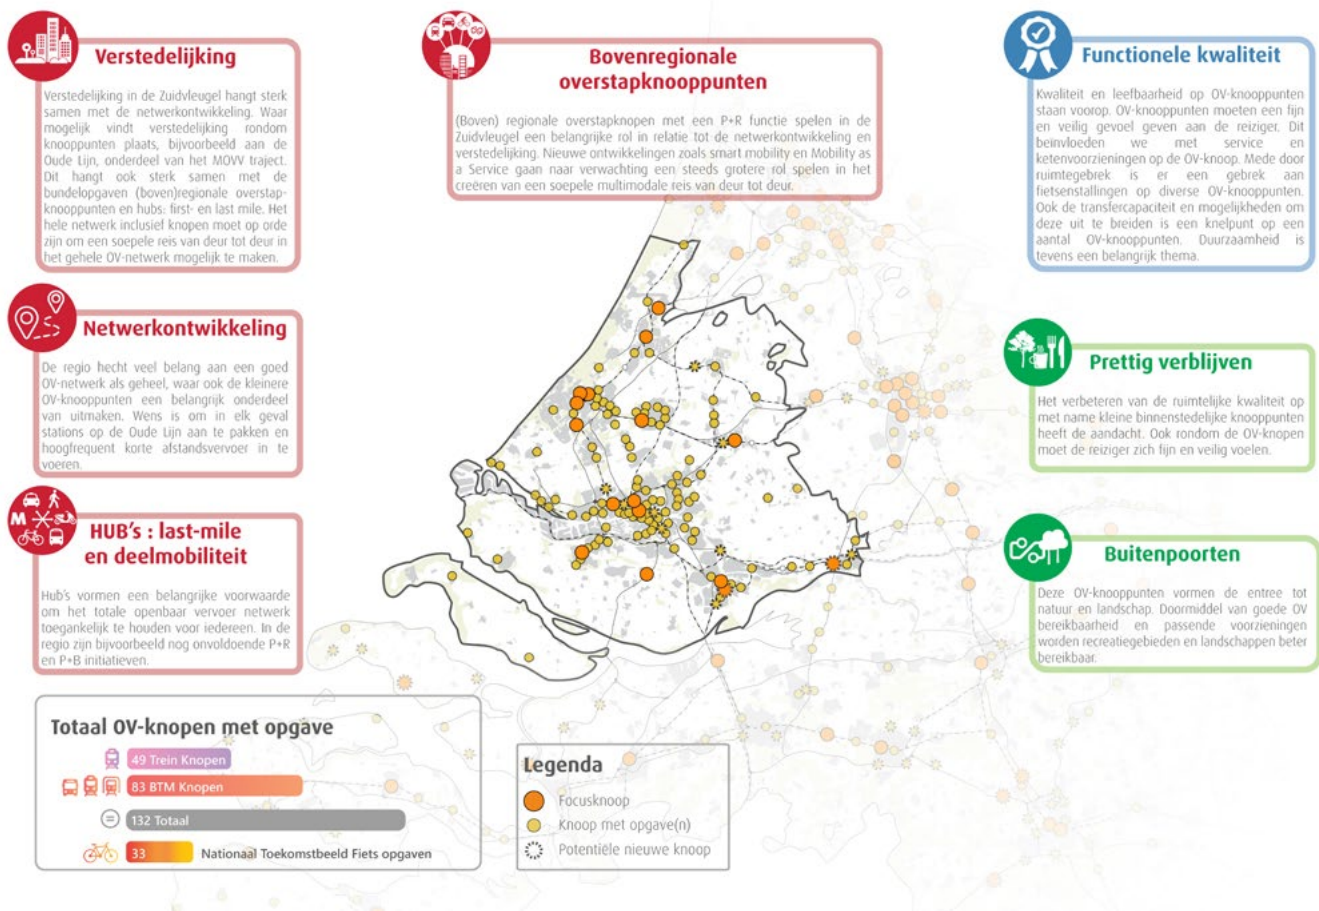 Verstedelijking
Verstedelijking in de Zuidvleugel hangt sterk
samen met de netwerkontwikkeling. Waar
mogelijk vindt verstedelijking rondom
knooppunten plaats, bijvoorbeeld aan de
Oude Lijn, onderdeel van het MOVV traject.
Dit hangt ook sterk samen met de
bundelopgaven (boven)regionale overstap-
knooppunten en hubs: first- en last mile. Het
hele netwerk inclusief knopen moet op orde
zijn om een soepele reis van deur tot deur in
het gehele OV-netwerk mogelijk te maken.
Netwerkontwikkeling
De regio hecht veel belang aan een goed
OV-netwerk als geheel, waar ook de kleinere
OV-knooppunten een belangrijk onderdeel
van uitmaken. Wens is om in elk geval
stations op de Oude Lijn aan te pakken en
hoogfrequent korte afstandsvervoer in te
voeren.
M
HUB's : last-mile
en deelmobiliteit
Hub's vormen een belangrijke voorwaarde
om het totale openbaar vervoer netwerk
toegankelijk te houden voor iedereen. In de
regio zijn bijvoorbeeld nog onvoldoende P+R
en P+B initiatieven.
Bovenregionale
overstapknooppunten
(Boven) regionale overstapknopen met een P+R functie spelen in de
Zuidvleugel een belangrijke rol in relatie tot de netwerkontwikkeling en
verstedelijking. Nieuwe ontwikkelingen zoals smart mobility en Mobility as
a Service gaan naar verwachting een steeds grotere rol spelen in het
creëren van een soepele multimodale reis van deur tot deur.
Functionele kwaliteit
Kwaliteit en leefbaarheid op OV-knooppunten
staan voorop. OV-knooppunten moeten een fijn
en veilig gevoel geven aan de reiziger. Dit
beïnvloeden we met service en
ketenvoorzieningen op de OV-knoop. Mede door
ruimtegebrek is er een gebrek aan
fietsenstallingen op diverse OV-knooppunten.
Ook de transfercapaciteit en mogelijkheden om
deze uit te breiden is een knelpunt op een
aantal OV-knooppunten. Duurzaamheid is
tevens een belangrijk thema.
Prettig verblijven
Het verbeteren van de ruimtelijke kwaliteit op
met name kleine binnenstedelijke knooppunten
heeft de aandacht. Ook rondom de OV-knopen
moet de reiziger zich fijn en veilig voelen.
Buitenpoorten
Deze OV-knooppunten vormen de entree tot
natuur en landschap. Doormiddel van goede OV
bereikbaarheid en passende voorzieningen
worden recreatiegebieden en landschappen beter
bereikbaar.
Totaal OV-knopen met opgave
49 Trein Knopen
83 BTM Knopen
132 Totaal
33 Nationaal Toekomstbeeld Fiets opgaven
Legenda
Focusknoop
Knoop met opgave(n)
Potentiële nieuwe knoop